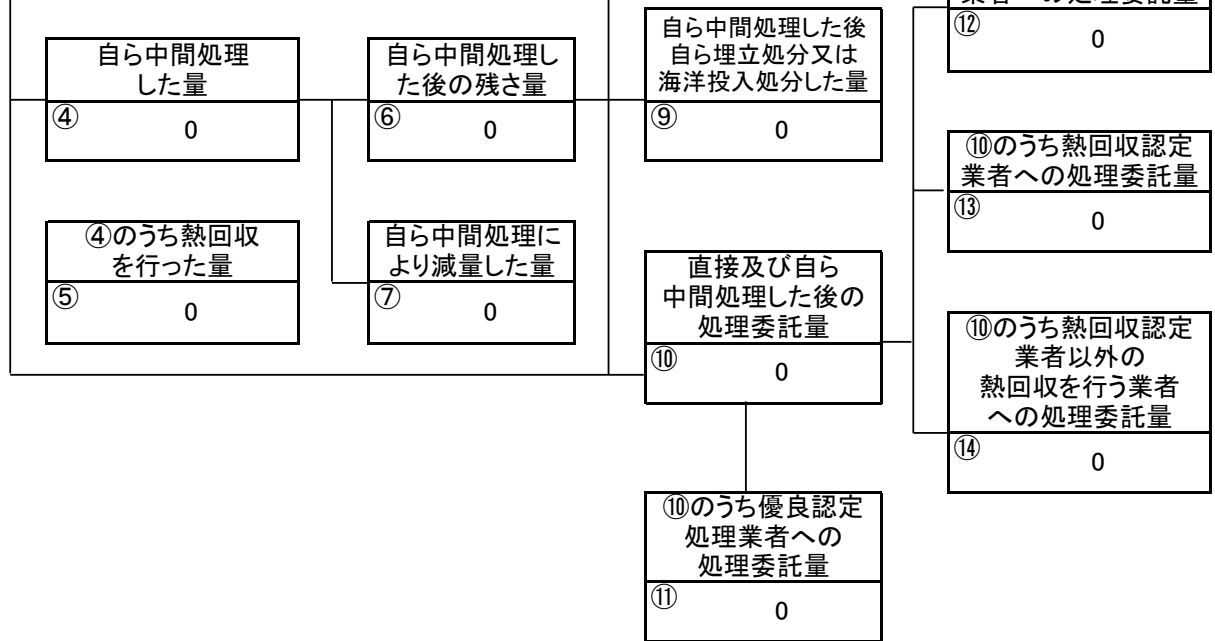 業者への処理委託量
⑫
0
自ら中間処理
した量
④
0
自ら中間処理し
た後の残さ量
⑥
0
自ら中間処理した後
自ら埋立処分又は
海洋投入処分した量
⑨
0
⑩のうち熱回収認定
業者への処理委託量
⑬
0
④のうち熱回収
を行った量
⑤
0
自ら中間処理に
より減量した量
⑦
0
直接及び自ら
中間処理した後の
処理委託量
⑩
0
⑩のうち熱回収認定
業者以外の
熱回収を行う業者
への処理委託量
⑭
0
⑩のうち優良認定
処理業者への
処理委託量
⑪
0